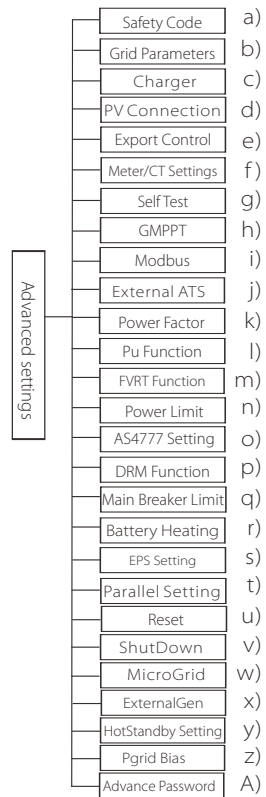 Advanced settings
Safety Code a)
Grid Parameters b)
Charger c)
PV Connection d)
Export Control e)
Meter/CT Settings f)
Self Test g)
GMPPT h)
Modbus i)
External ATS j)
Power Factor k)
Pu Function l)
FVRT Function m)
Power Limit n)
AS4777 Setting o)
DRM Function p)
Main Breaker Limit q)
Battery Heating r)
EPS Setting s)
Parallel Setting t)
Reset u)
ShutDown v)
MicroGrid w)
ExternalGen x)
HotStandby Setting y)
Pgrid Bias z)
Advance Password A)